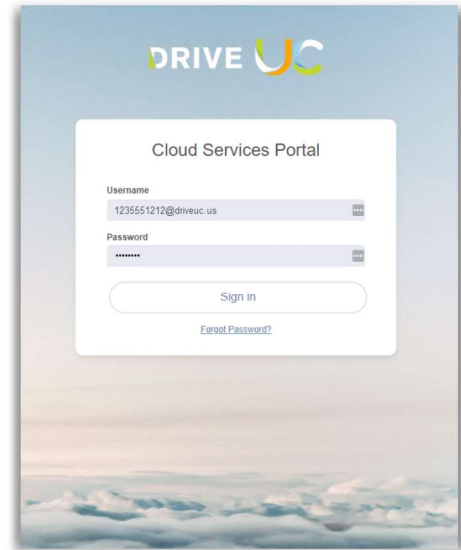 DRIVE UC
Cloud Services Portal
Username
1235551212@driveuc.us
Password
••••••••
Sign in
Forgot Password?